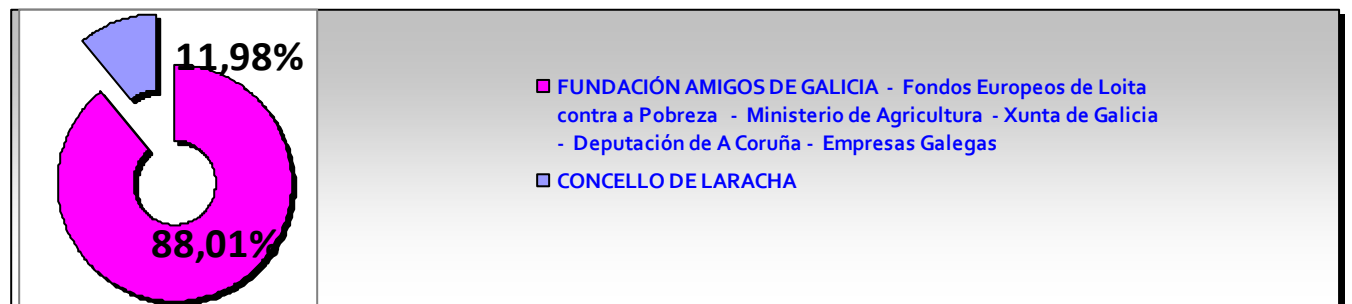 11,98%
88,01%
FUNDACIÓN AMIGOS DE GALICIA - Fondos Europeos de Loita
contra a Pobreza - Ministerio de Agricultura - Xunta de Galicia
- Deputación de A Coruña - Empresas Galegas
CONCELLO DE LARACHA